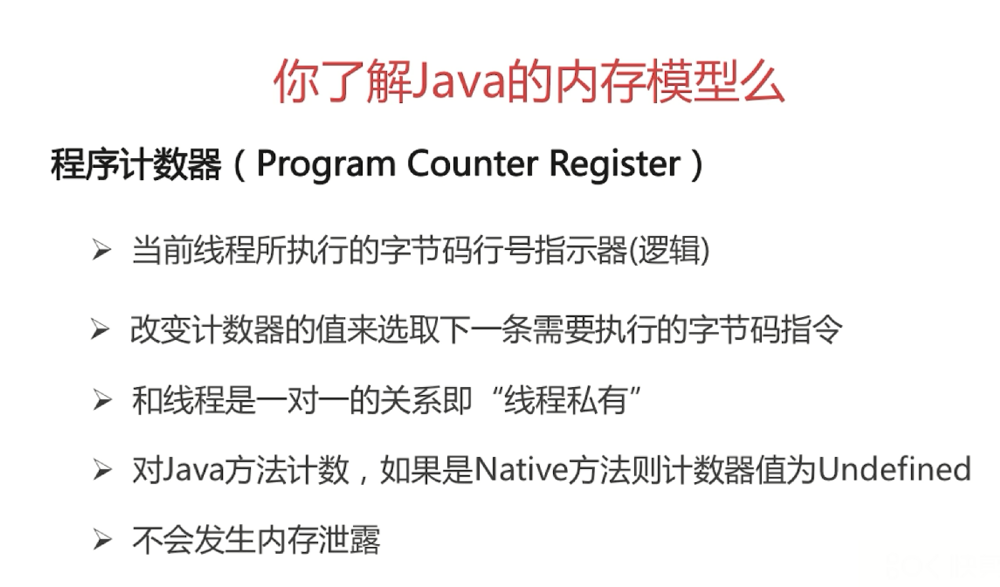 你了解Java的内存模型么
程序计数器（Program Counter Register）
➢ 当前线程所执行的字节码行号指示器(逻辑)
➢ 改变计数器的值来选取下一条需要执行的字节码指令
➢ 和线程是一对一的关系即“线程私有”
➢ 对Java方法计数，如果是Native方法则计数器值为Undefined
➢ 不会发生内存泄露